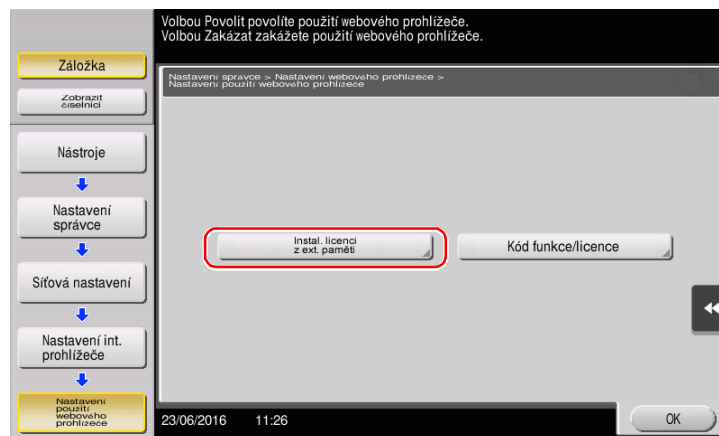 Volbou Povolit povolíte použití webového prohlížeče.
Volbou Zakázat zakážete použití webového prohlížeče.
Záložka
Zobrazit
číselnici
Nástroje
Nastavení
správce
Síťová nastavení
Nastavení int.
prohlížeče
Nastavení
použití
webového
prohlížeče
Nastavení správce > Nastavení webového prohlížeče >
Nastavení použití webového prohlížeče
Instal. licencí
z ext. paměti
Kód funkce/licence
23/06/2016 11:26
OK